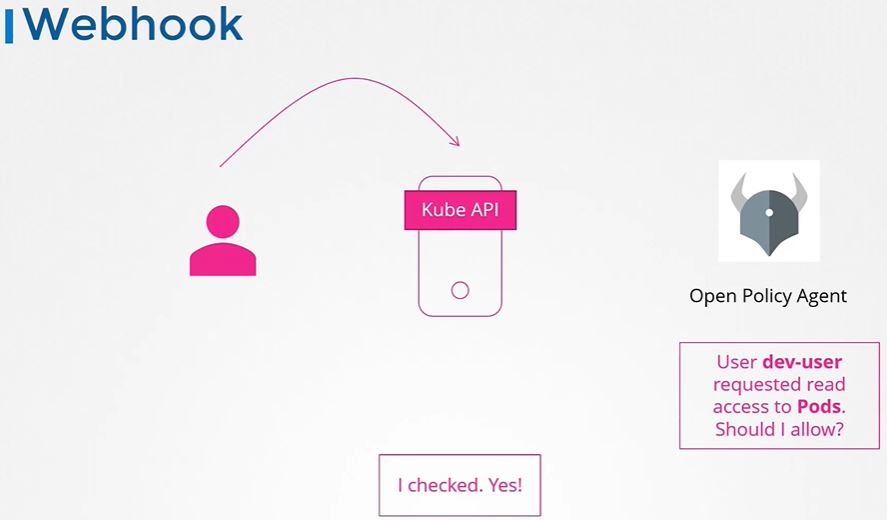 Webhook
Kube API
Open Policy Agent
User dev-user
requested read
access to Pods.
Should I allow?
I checked. Yes!